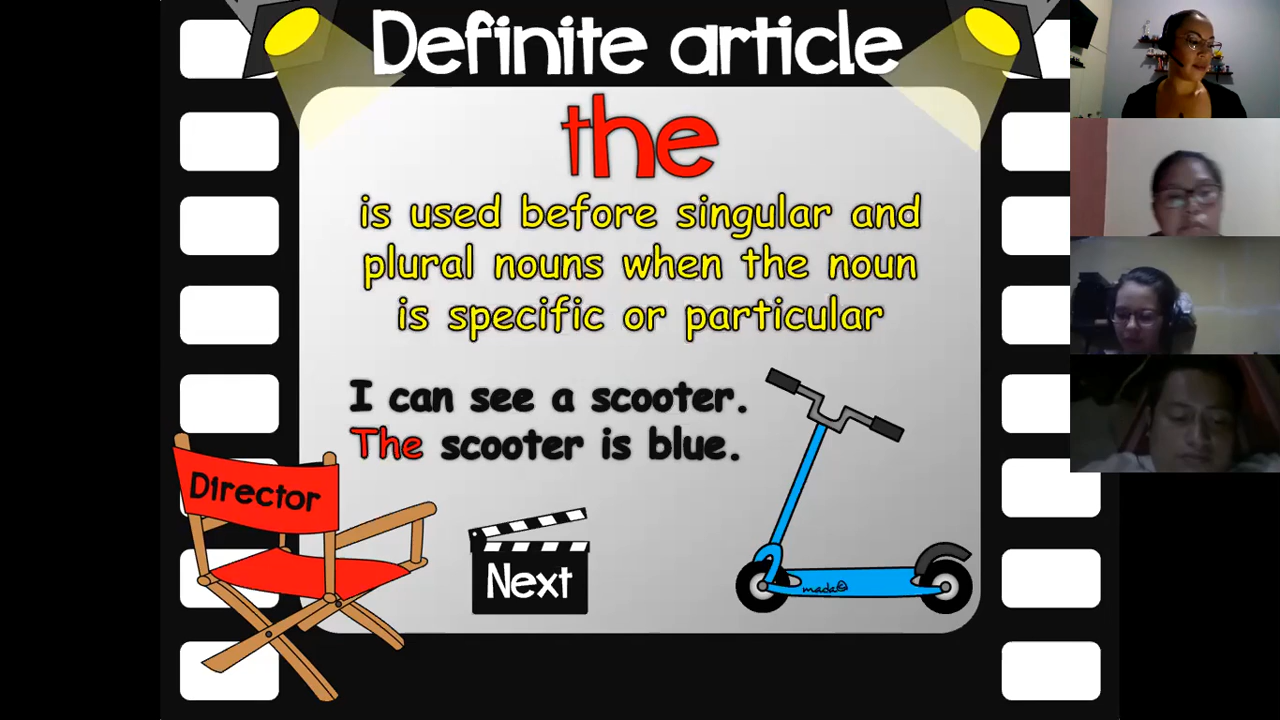 Definite article
the
is used before singular and
plural nouns when the noun
is specific or particular
I can see a scooter.
The scooter is blue.
Director
Next
mada©